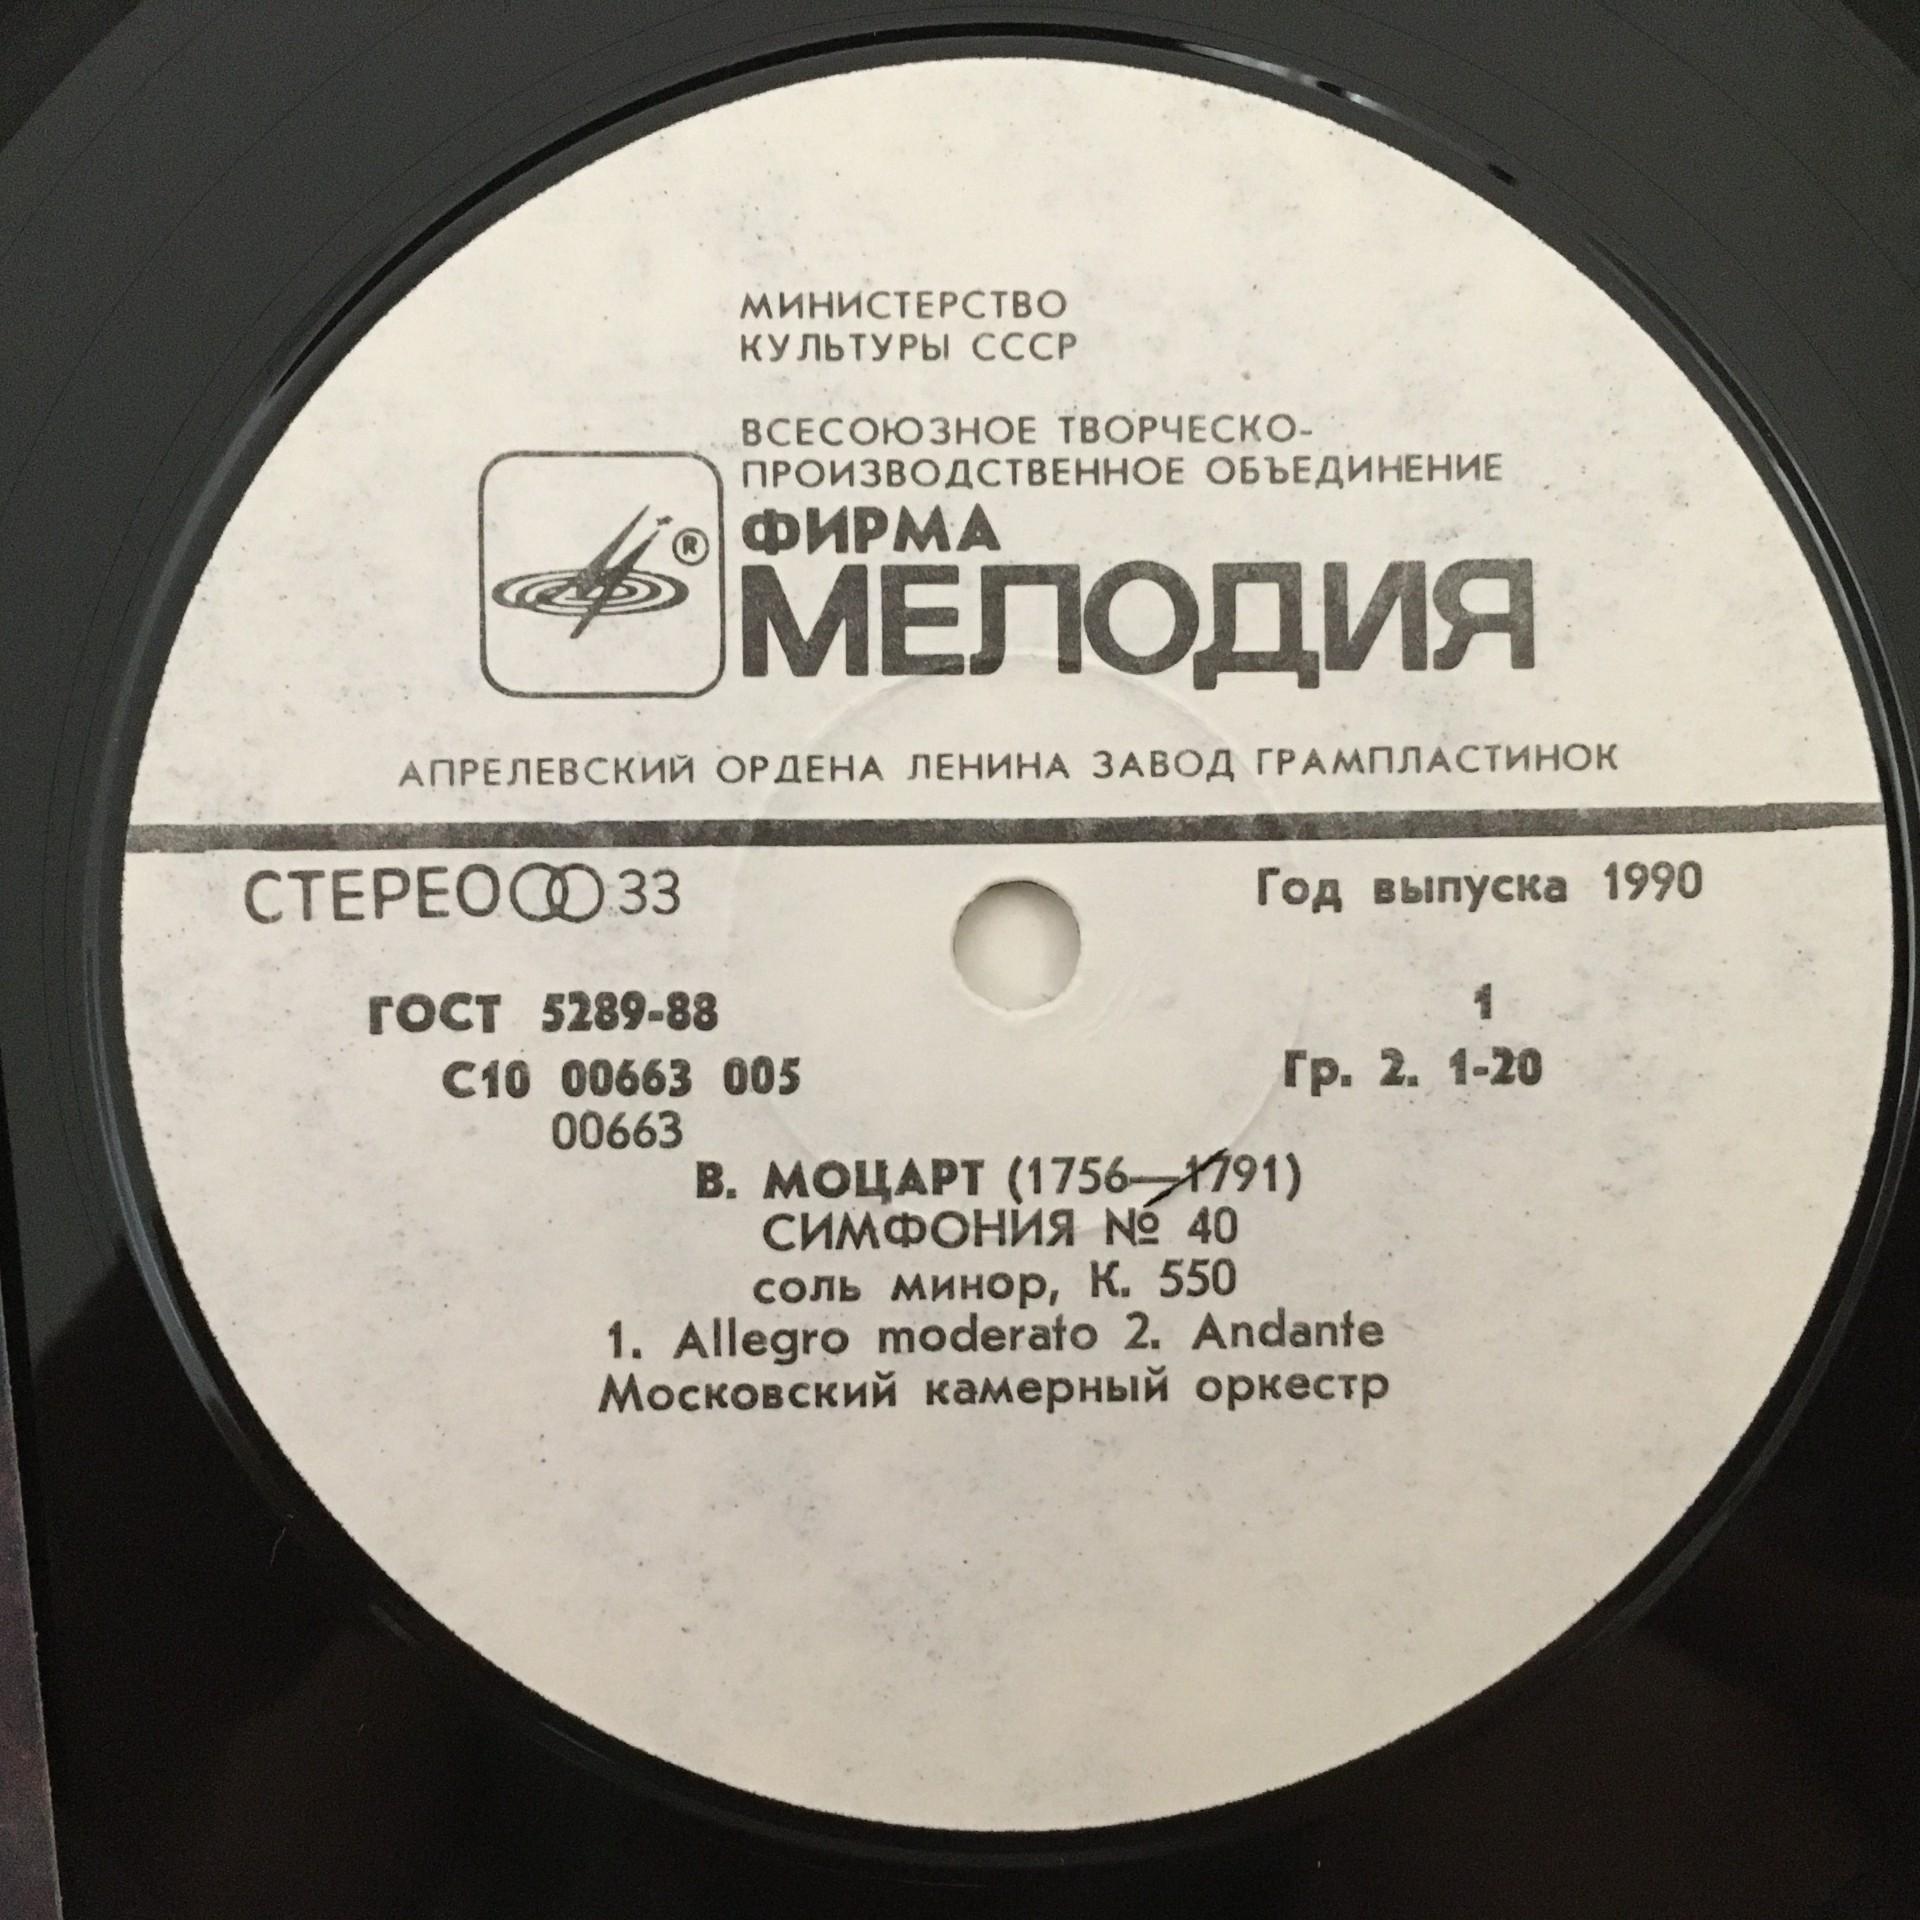 МИНИСТЕРСТВО
КУЛЬТУРЫ СССР
ВСЕСОЮЗНОЕ ТВОРЧЕСКО-
ПРОИЗВОДСТВЕННОЕ ОБЪЕДИНЕНИЕ
®
ФИРМА
МЕЛОДИЯ
АПРЕЛЕВСКИЙ ОРДЕНА ЛЕНИНА ЗАВОД ГРАМПЛАСТИНОК
СТЕРЕО 33
Год выпуска 1990
ГОСТ 5289-88
1
С10 00663 005
Гр. 2. 1-20
00663
В. МОЦАРТ (1756—1791)
СИМФОНИЯ № 40
соль минор, К. 550
1. Allegro moderato 2. Andante
Московский камерный оркестр